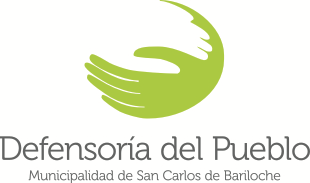 Defensoría del Pueblo
Municipalidad de San Carlos de Bariloche